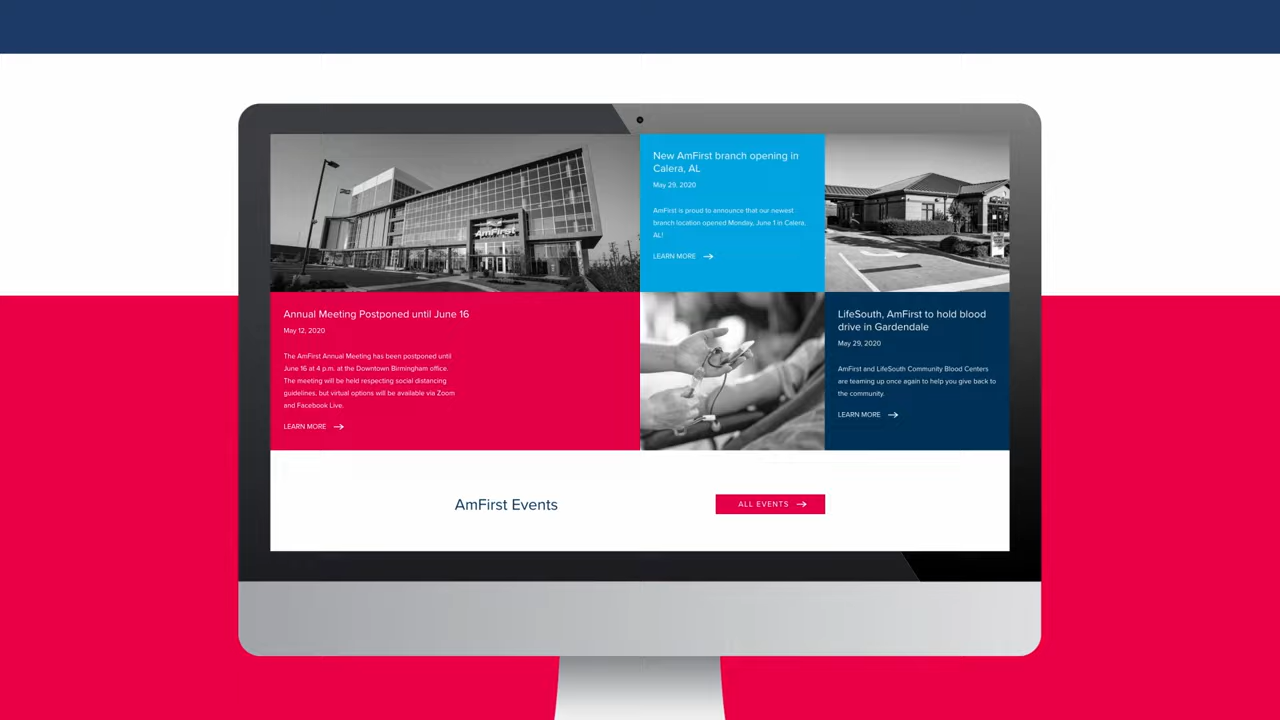 AmFirst
New AmFirst branch opening in
Calera, AL
May 29, 2020
AmFirst is proud to announce that our newest
branch location opened Monday, June 1 in Calera,
AL!
LEARN MORE
Annual Meeting Postponed until June 16
May 12, 2020
The AmFirst Annual Meeting has been postponed until
June 16 at 4 p.m. at the Downtown Birmingham office.
The meeting will be held respecting social distancing
guidelines, but virtual options will be available via Zoom
and Facebook Live.
LEARN MORE
LifeSouth, AmFirst to hold blood
drive in Gardendale
May 29, 2020
AmFirst and LifeSouth Community Blood Centers
are teaming up once again to help you give back to
the community.
LEARN MORE
AmFirst Events
ALL EVENTS